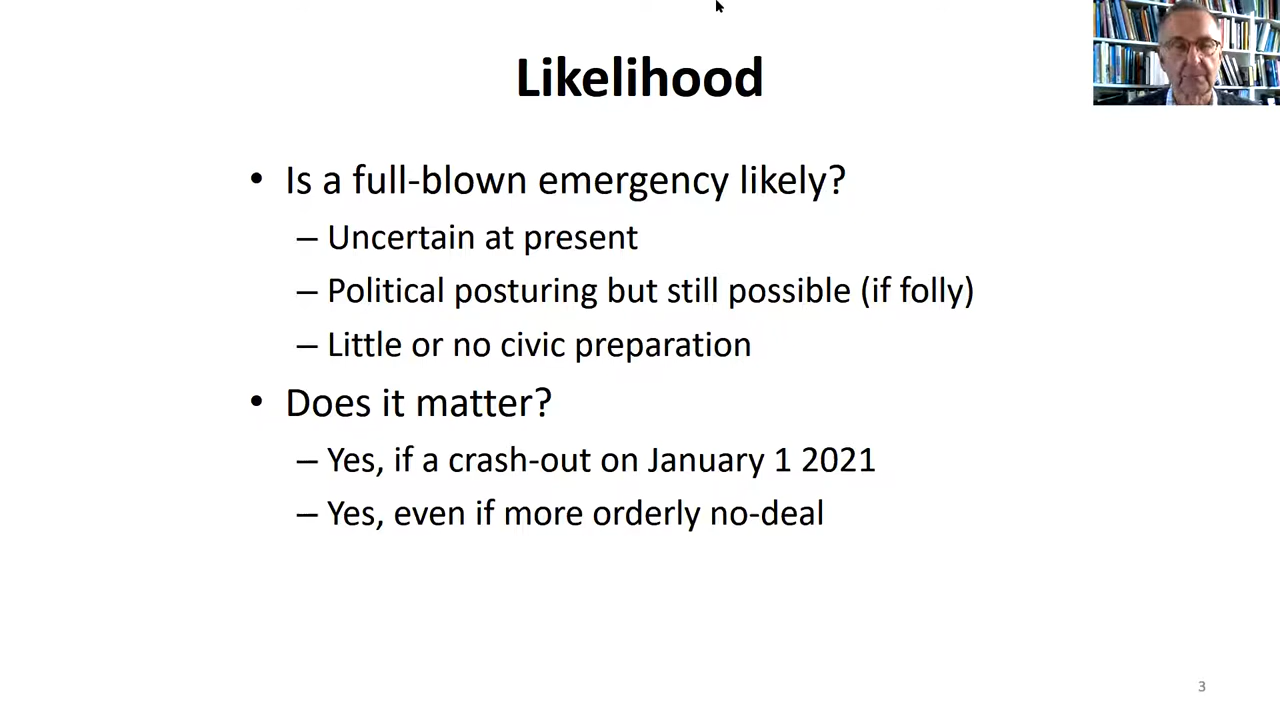 Likelihood
• Is a full-blown emergency likely?
– Uncertain at present
– Political posturing but still possible (if folly)
– Little or no civic preparation
• Does it matter?
– Yes, if a crash-out on January 1 2021
– Yes, even if more orderly no-deal
3